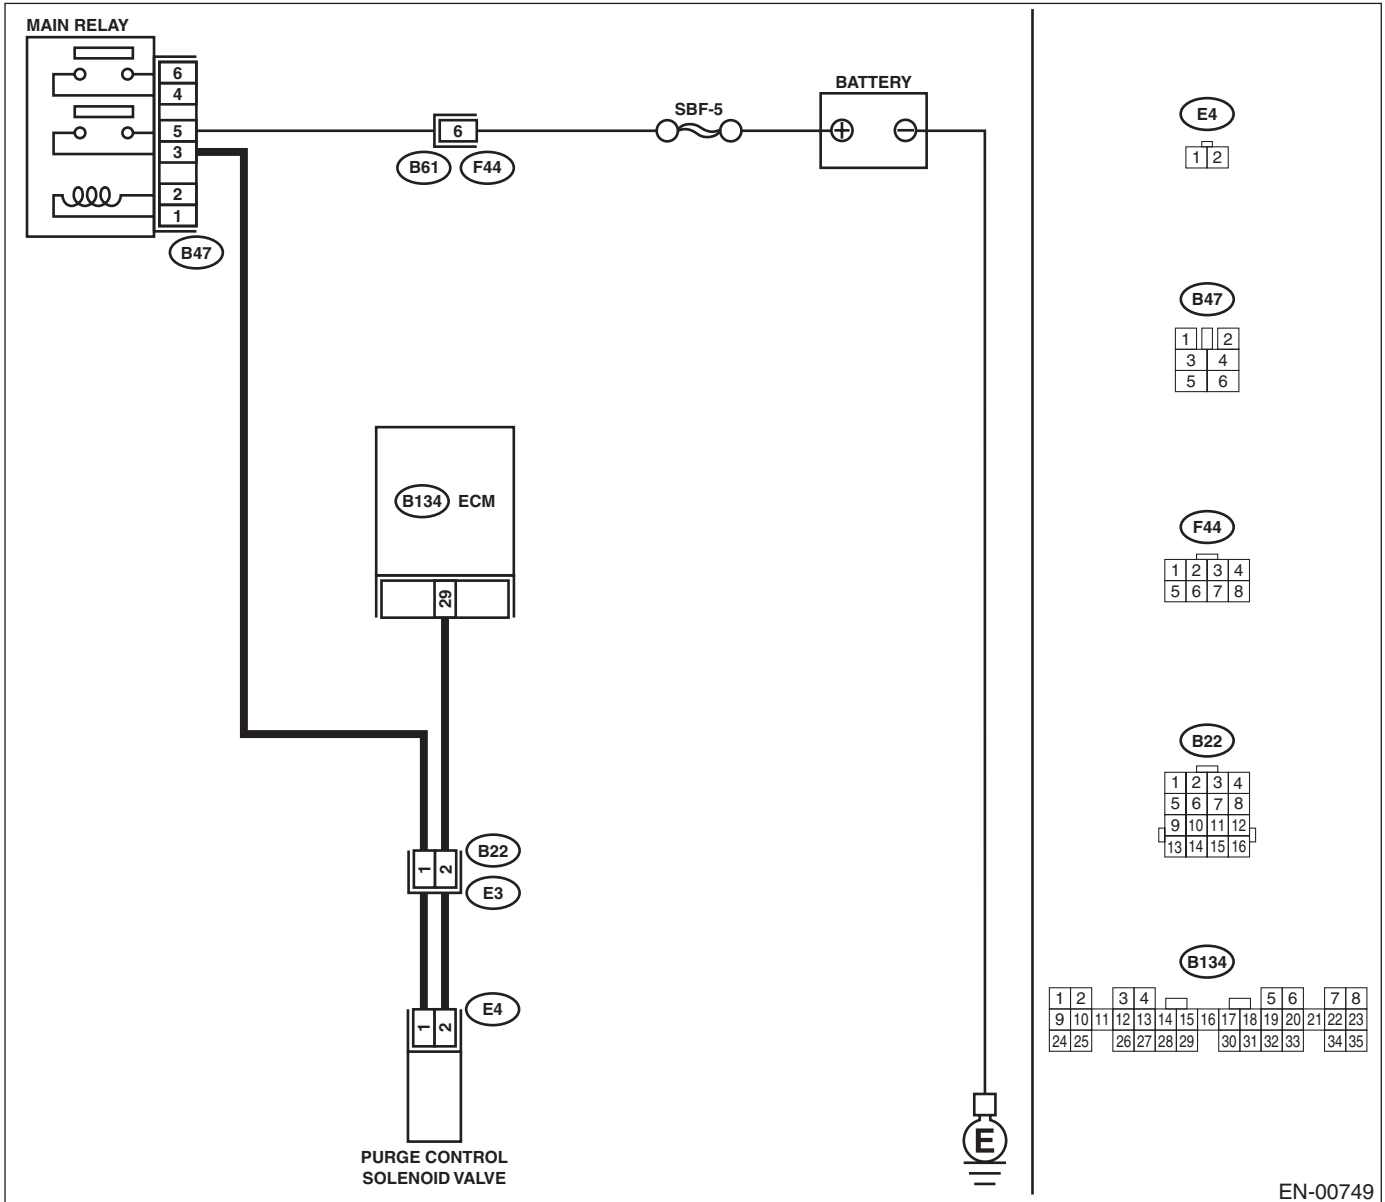 MAIN RELAY
6
4
5
3
2
1
B47
6
B61 F44
SBF-5
BATTERY
+ −
B134 ECM
29
1 2
B22
E3
1 2
E4
PURGE CONTROL
SOLENOID VALVE
E
E4
1 2
B47
1 2
3 4
5 6
F44
1 2 3 4
5 6 7 8
B22
1 2 3 4
5 6 7 8
9 10 11 12
13 14 15 16
B134
1 2 3 4 5 6 7 8
9 10 11 12 13 14 15 16 17 18 19 20 21 22 23
24 25 26 27 28 29 30 31 32 33 34 35
EN-00749